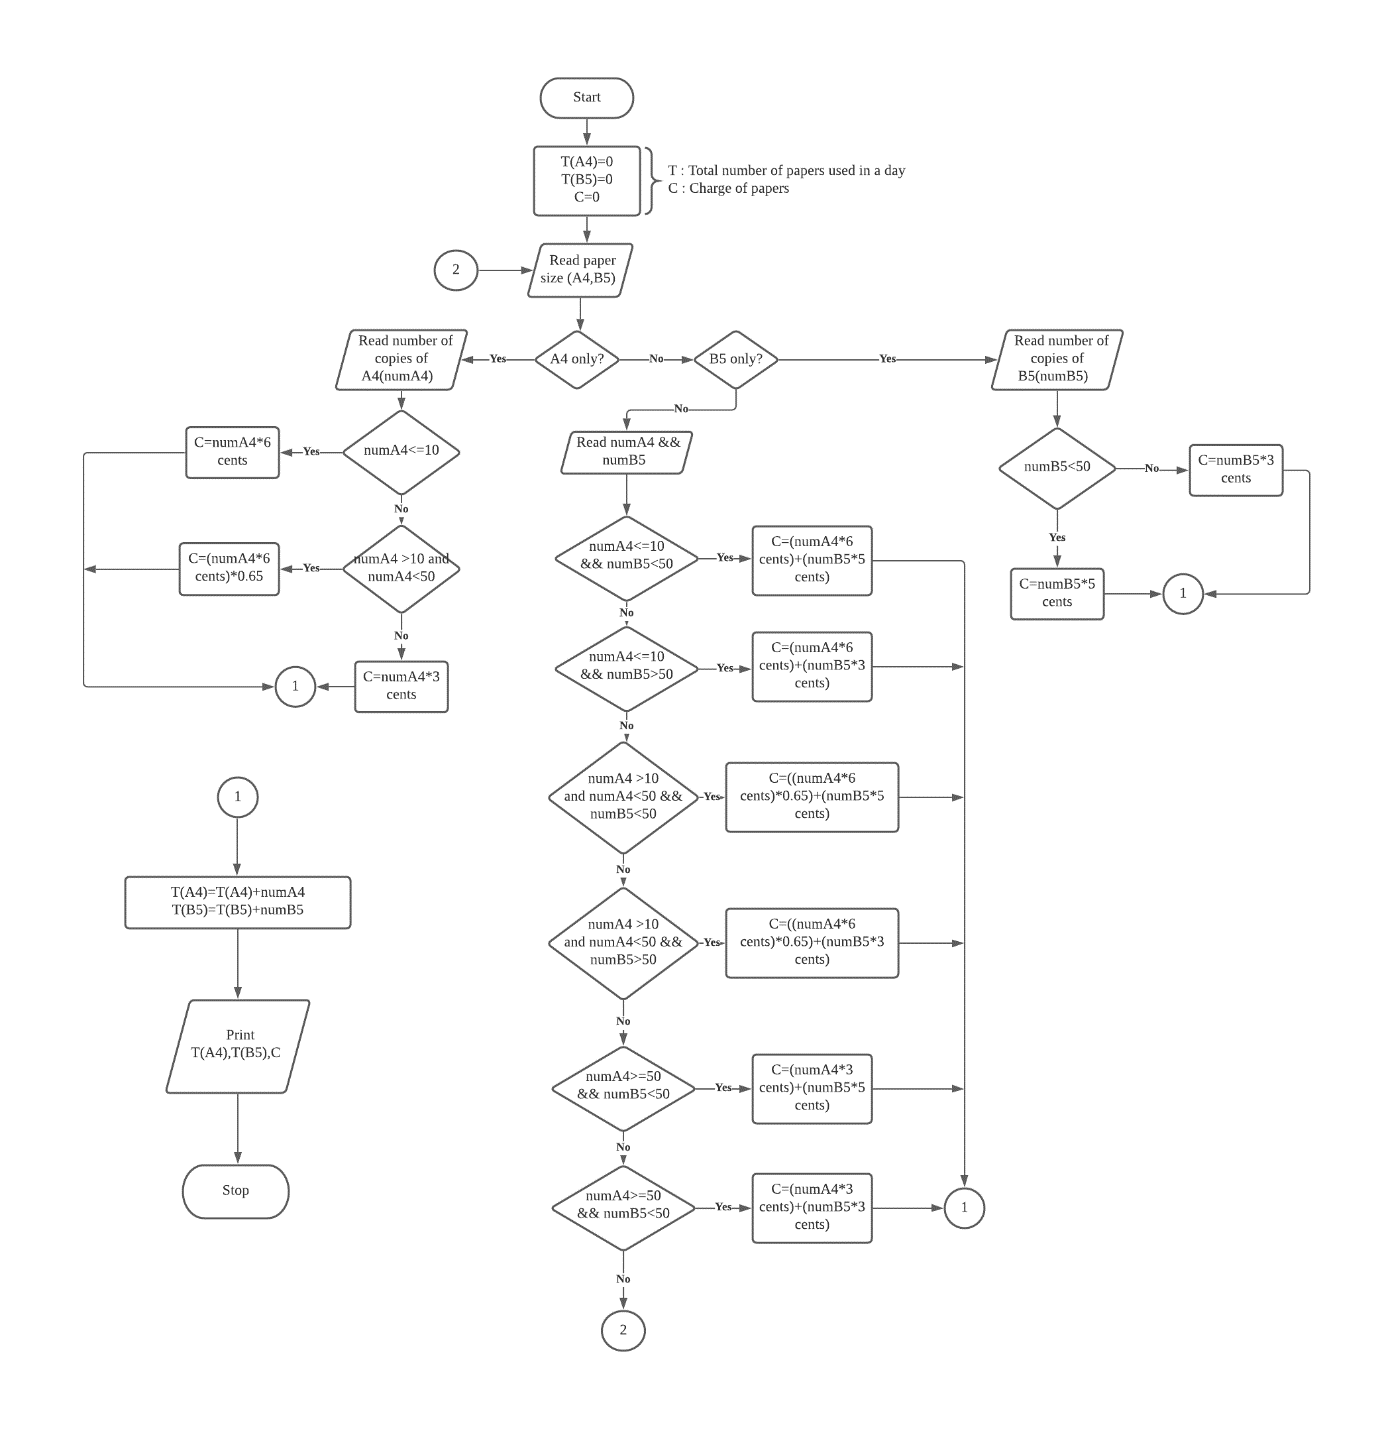 Start
T(A4)=0
T(B5)=0
C=0
T : Total number of papers used in a day
C : Charge of papers
2
Read paper
size (A4,B5)
Read number of
copies of
A4(numA4)
Yes
A4 only?
No
B5 only?
Yes
Read number of
copies of
B5(numB5)
No
C=numA4*6
cents
Yes
numA4<=10
No
C=(numA4*6
cents)*0.65
Yes
numA4 >10 and
numA4<50
No
1
C=numA4*3
cents
Read numA4 &&
numB5
numA4<=10
&& numB5<50
Yes
C=(numA4*6
cents)+(numB5*5
cents)
No
numA4<=10
&& numB5>50
Yes
C=(numA4*6
cents)+(numB5*3
cents)
No
numA4 >10
and numA4<50 &&
numB5<50
Yes
C=((numA4*6
cents)*0.65)+(numB5*5
cents)
No
numA4 >10
and numA4<50 &&
numB5>50
Yes
C=((numA4*6
cents)*0.65)+(numB5*3
cents)
No
numA4>=50
&& numB5<50
Yes
C=(numA4*3
cents)+(numB5*5
cents)
No
numA4>=50
&& numB5<50
Yes
C=(numA4*3
cents)+(numB5*3
cents)
1
No
2
numB5<50
No
C=numB5*3
cents
Yes
C=numB5*5
cents
1
1
T(A4)=T(A4)+numA4
T(B5)=T(B5)+numB5
Print
T(A4),T(B5),C
Stop